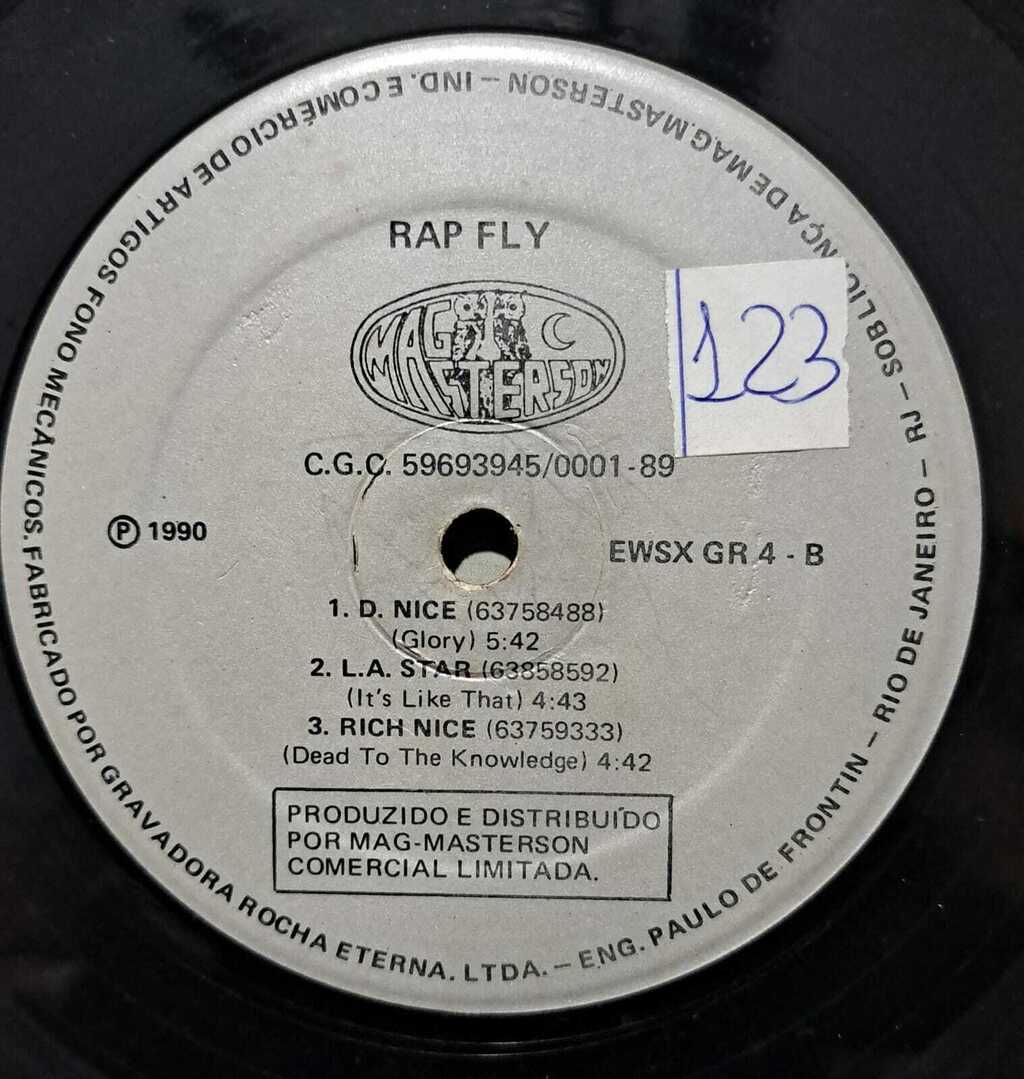 RAP FLY
MAG
MASTERSON
123
C.G.C. 59693945/0001-89
Ⓟ 1990
EWSX GR 4 - B
1. D. NICE (63758488)
(Glory) 5:42
2. L.A. STAR (63858592)
(It's Like That) 4:43
3. RICH NICE (63759333)
(Dead To The Knowledge) 4:42
PRODUZIDO E DISTRIBUÍDO
POR MAG-MASTERSON
COMERCIAL LIMITADA.
FABRICADO POR GRAVADORA ROCHA ETERNA. LTDA. – ENG. PAULO DE FRONTIN – RIO DE JANEIRO – RJ – SOB LICENÇA DE MAG.MASTERSON – IND. E COMÉRCIO DE ARTIGOS FONO MECÂNICOS.